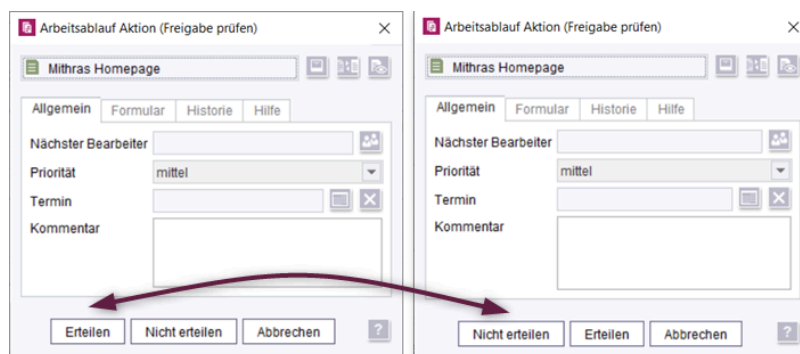 Arbeitsablauf Aktion (Freigabe prüfen)
Mithras Homepage
Allgemein Formular Historie Hilfe
Nächster Bearbeiter
Priorität mittel
Termin
Kommentar
Erteilen Nicht erteilen Abbrechen ?
Arbeitsablauf Aktion (Freigabe prüfen)
Mithras Homepage
Allgemein Formular Historie Hilfe
Nächster Bearbeiter
Priorität mittel
Termin
Kommentar
Nicht erteilen Erteilen Abbrechen ?